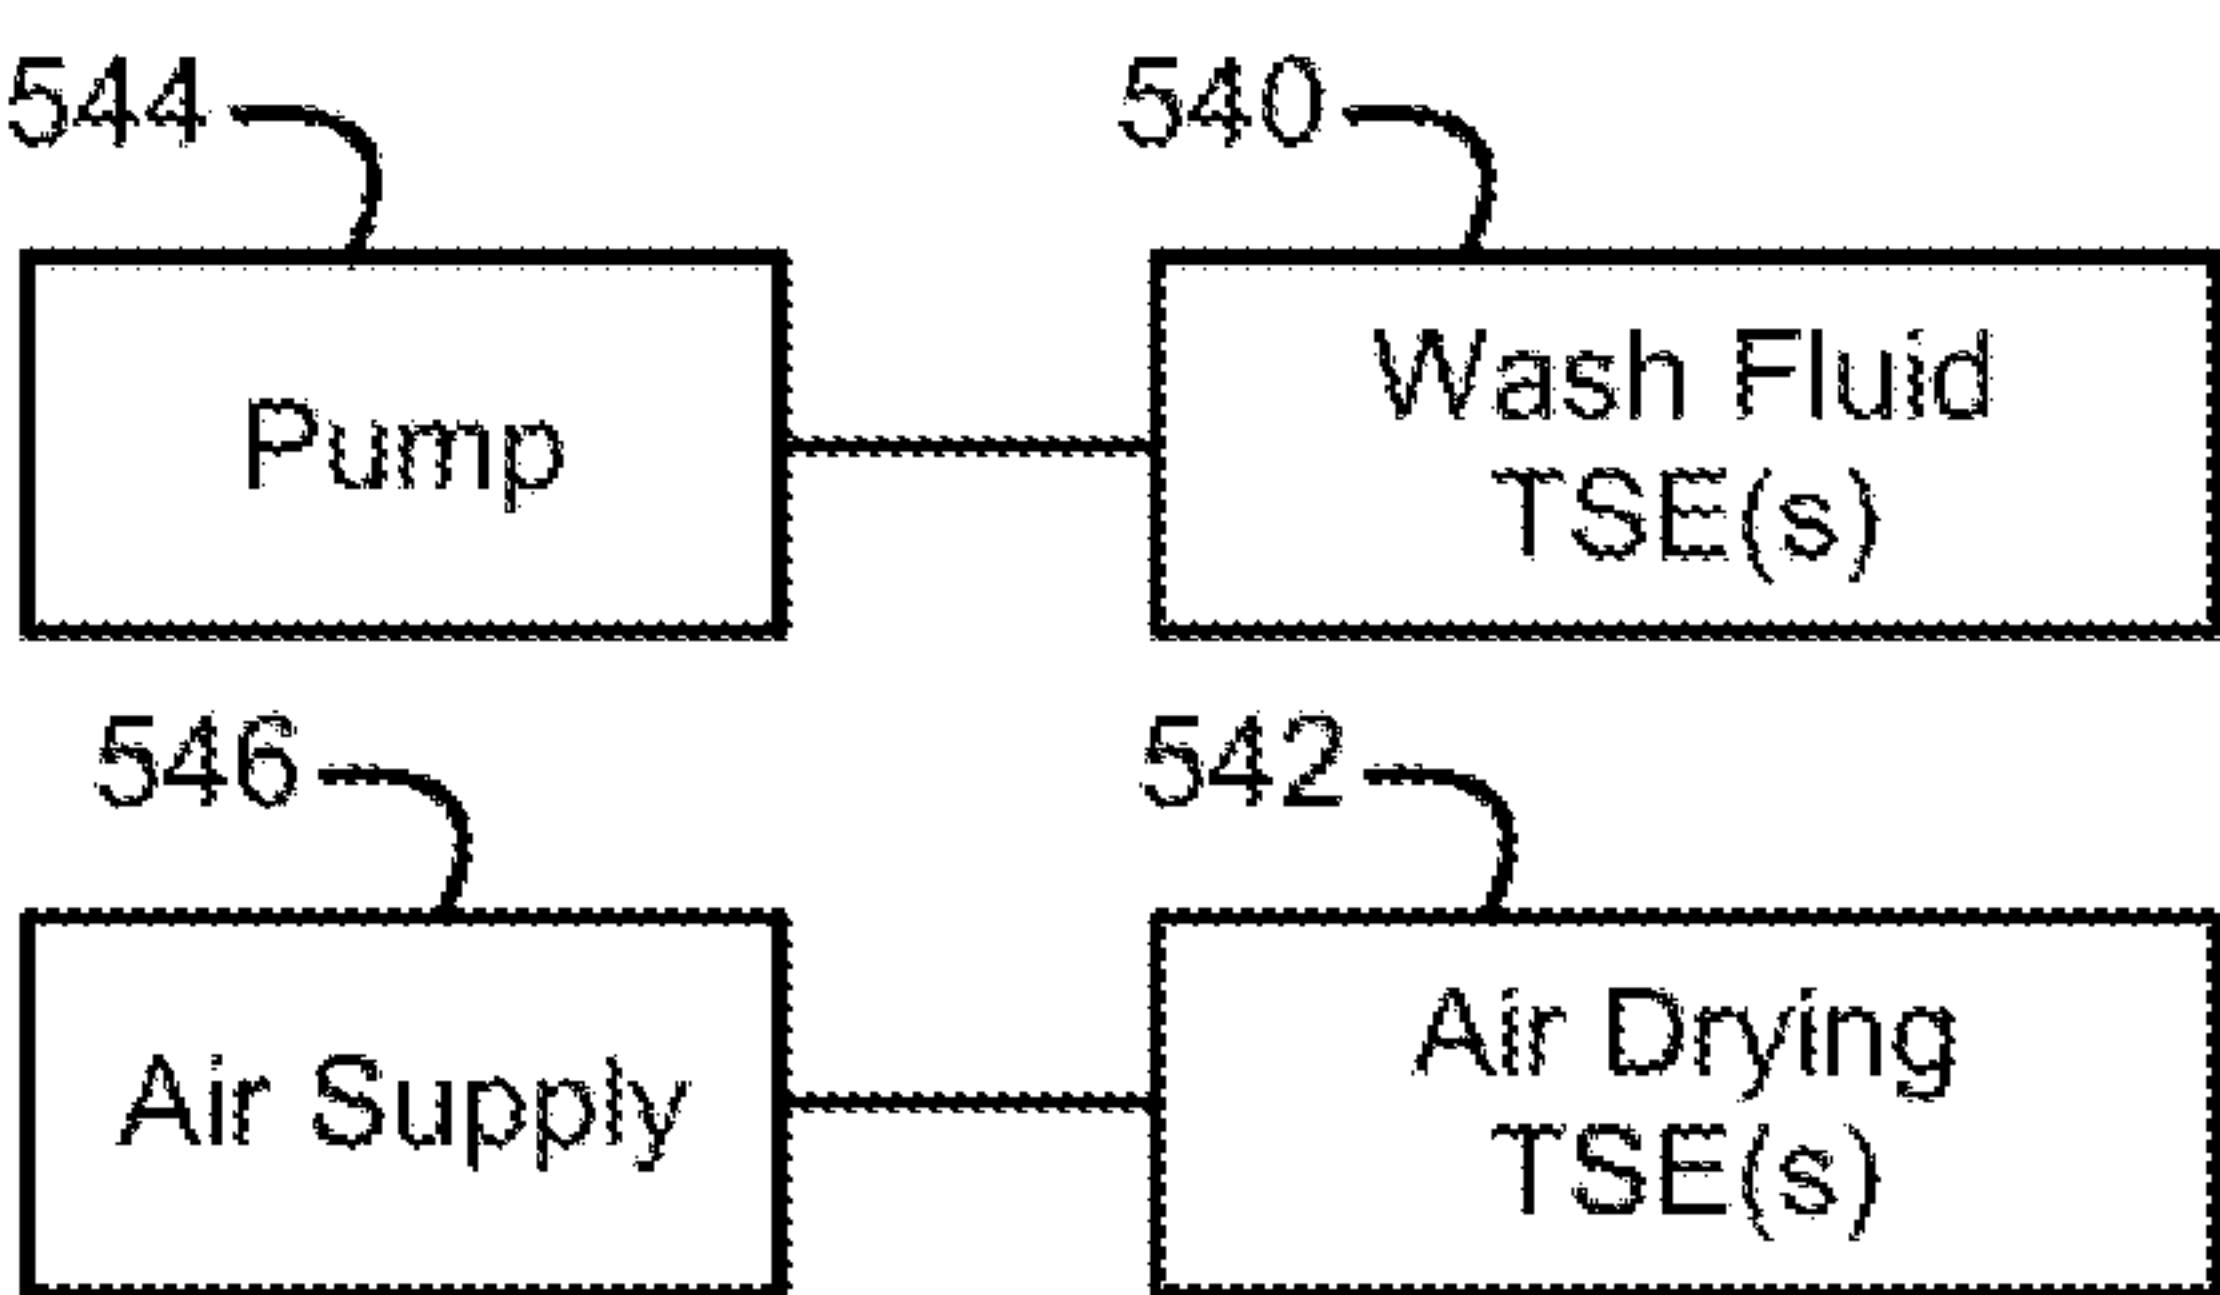 544
540
Pump
Wash Fluid
TSE(s)
546
542
Air Supply
Air Drying
TSE(s)